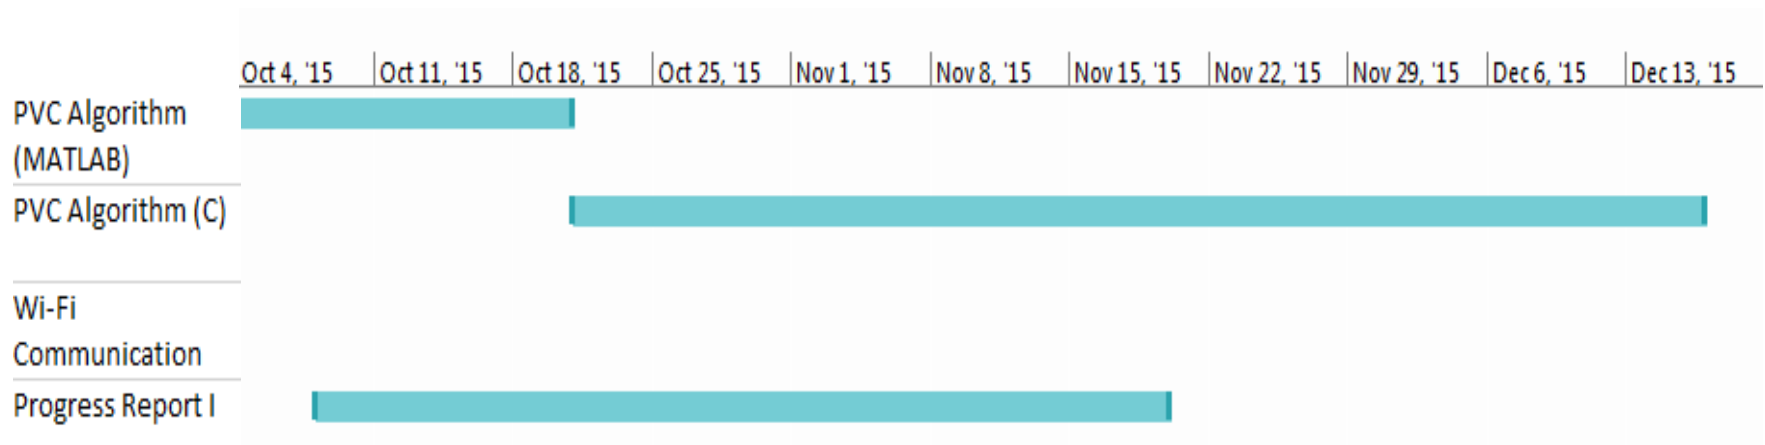 Oct 4, '15 Oct 11, '15 Oct 18, '15 Oct 25, '15 Nov 1, '15 Nov 8, '15 Nov 15, '15 Nov 22, '15 Nov 29, '15 Dec 6, '15 Dec 13, '15
PVC Algorithm
(MATLAB)
PVC Algorithm (C)
Wi-Fi
Communication
Progress Report I